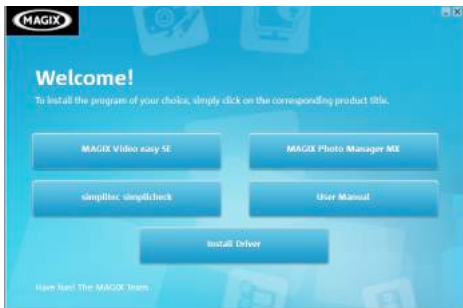 MAGIX
Welcome!
To install the program of your choice, simply click on the corresponding product title.
MAGIX Video easy SE
MAGIX Photo Manager MX
simplitec simplicheck
User Manual
Install Driver
Have fun! The MAGIX Team